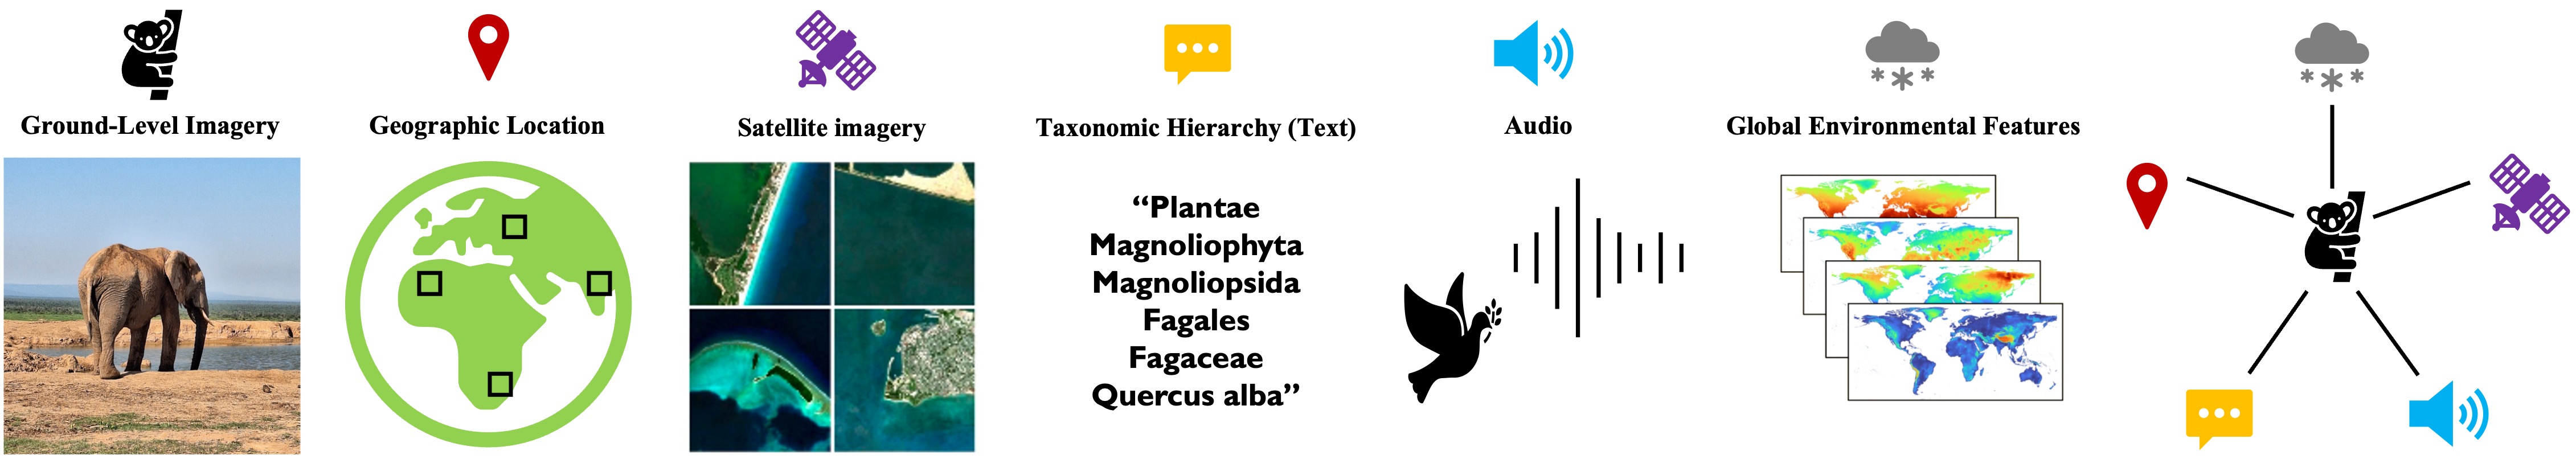 Ground-Level Imagery
Geographic Location
Satellite imagery
Taxonomic Hierarchy (Text)
Audio
Global Environmental Features
“Plantae
Magnoliophyta
Magnoliopsida
Fagales
Fagaceae
Quercus alba”